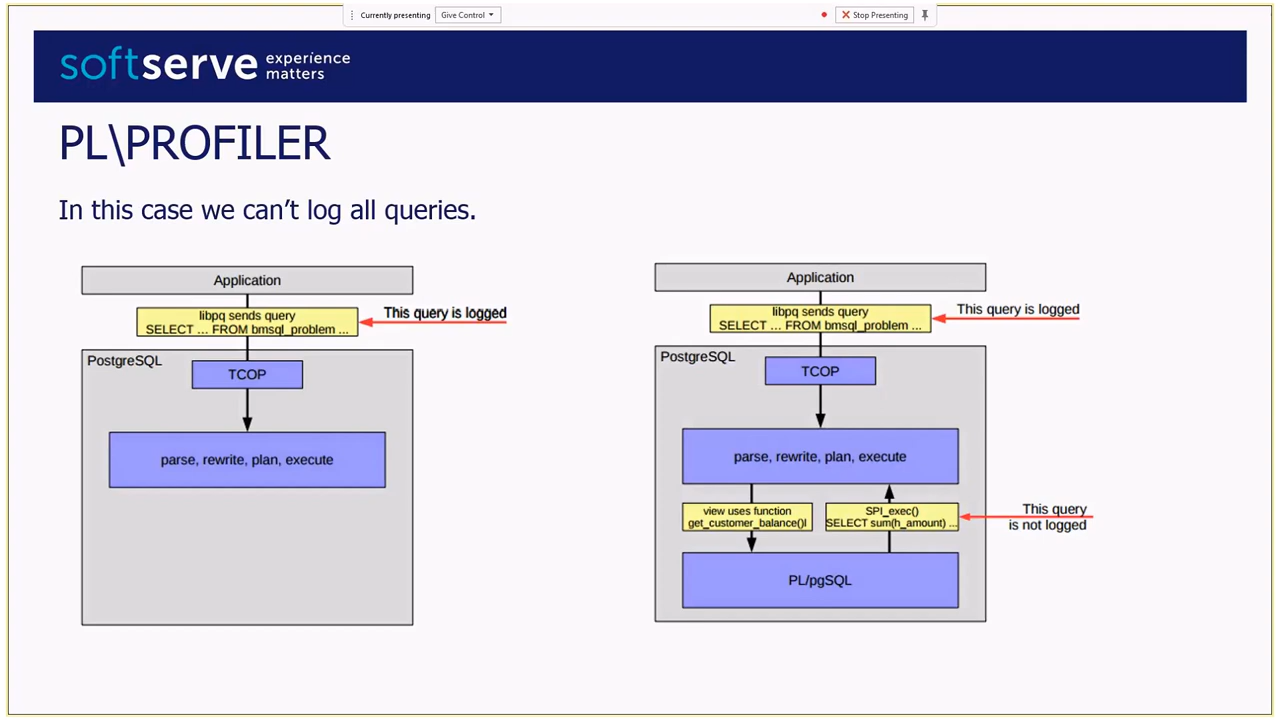 Currently presenting
Give Control
Stop Presenting
softserve
experience
matters
PL\PROFILER
In this case we can't log all queries.
Application
libpq sends query
SELECT ... FROM bmsql_problem ...
This query is logged
PostgreSQL
TCOP
parse, rewrite, plan, execute
Application
libpq sends query
SELECT ... FROM bmsql_problem ...
This query is logged
PostgreSQL
TCOP
parse, rewrite, plan, execute
view uses function
get_customer_balance()l
SPI_exec()
SELECT sum(h_amount) ...
This query
is not logged
PL/pgSQL